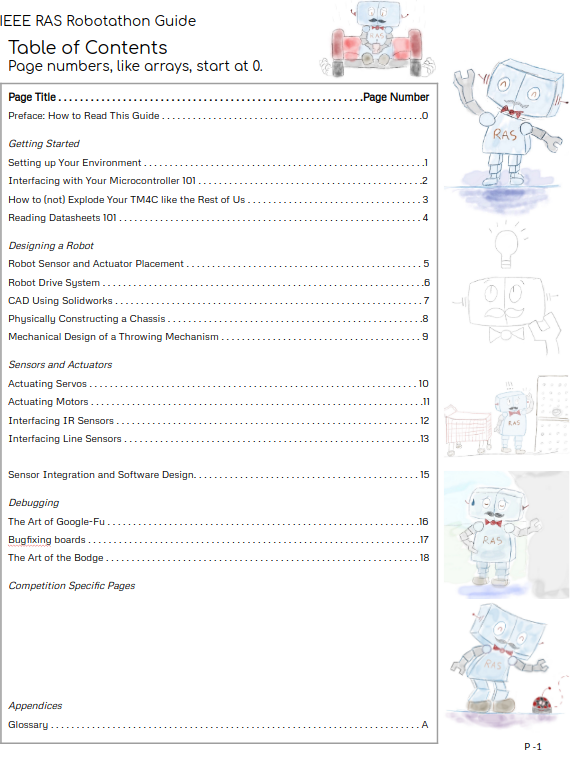 IEEE RAS Robotathon Guide
Table of Contents
Page numbers, like arrays, start at 0.
RAS
Page Title . . . . . . . . . . . . . . . . . . . . . . . . . . . . . . . . . . . . . . . . . . . . . . . .Page Number
Preface: How to Read This Guide . . . . . . . . . . . . . . . . . . . . . . . . . . . . . . . . . . . . . . . . .0
Getting Started
Setting up Your Environment . . . . . . . . . . . . . . . . . . . . . . . . . . . . . . . . . . . . . . . . . . . .1
Interfacing with Your Microcontroller 101 . . . . . . . . . . . . . . . . . . . . . . . . . . . . . . . . . . . 2
How to (not) Explode Your TM4C like the Rest of Us . . . . . . . . . . . . . . . . . . . . . . . . . . . 3
Reading Datasheets 101 . . . . . . . . . . . . . . . . . . . . . . . . . . . . . . . . . . . . . . . . . . . . . . . 4
Designing a Robot
Robot Sensor and Actuator Placement . . . . . . . . . . . . . . . . . . . . . . . . . . . . . . . . . . . . . 5
Robot Drive System . . . . . . . . . . . . . . . . . . . . . . . . . . . . . . . . . . . . . . . . . . . . . . . . . .6
CAD Using Solidworks . . . . . . . . . . . . . . . . . . . . . . . . . . . . . . . . . . . . . . . . . . . . . . . . 7
Physically Constructing a Chassis . . . . . . . . . . . . . . . . . . . . . . . . . . . . . . . . . . . . . . . .8
Mechanical Design of a Throwing Mechanism . . . . . . . . . . . . . . . . . . . . . . . . . . . . . . . 9
Sensors and Actuators
Actuating Servos . . . . . . . . . . . . . . . . . . . . . . . . . . . . . . . . . . . . . . . . . . . . . . . . . . .10
Actuating Motors . . . . . . . . . . . . . . . . . . . . . . . . . . . . . . . . . . . . . . . . . . . . . . . . . . .11
Interfacing IR Sensors . . . . . . . . . . . . . . . . . . . . . . . . . . . . . . . . . . . . . . . . . . . . . . . 12
Interfacing Line Sensors . . . . . . . . . . . . . . . . . . . . . . . . . . . . . . . . . . . . . . . . . . . . . .13
Sensor Integration and Software Design. . . . . . . . . . . . . . . . . . . . . . . . . . . . . . . . . . . 15
Debugging
The Art of Google-Fu . . . . . . . . . . . . . . . . . . . . . . . . . . . . . . . . . . . . . . . . . . . . . . . .16
Bugfixing boards . . . . . . . . . . . . . . . . . . . . . . . . . . . . . . . . . . . . . . . . . . . . . . . . . . .17
The Art of the Bodge . . . . . . . . . . . . . . . . . . . . . . . . . . . . . . . . . . . . . . . . . . . . . . . . 18
Competition Specific Pages
Appendices
Glossary . . . . . . . . . . . . . . . . . . . . . . . . . . . . . . . . . . . . . . . . . . . . . . . . . . . . . . . . . A
RAS
RAS
RAS
RAS
P -1